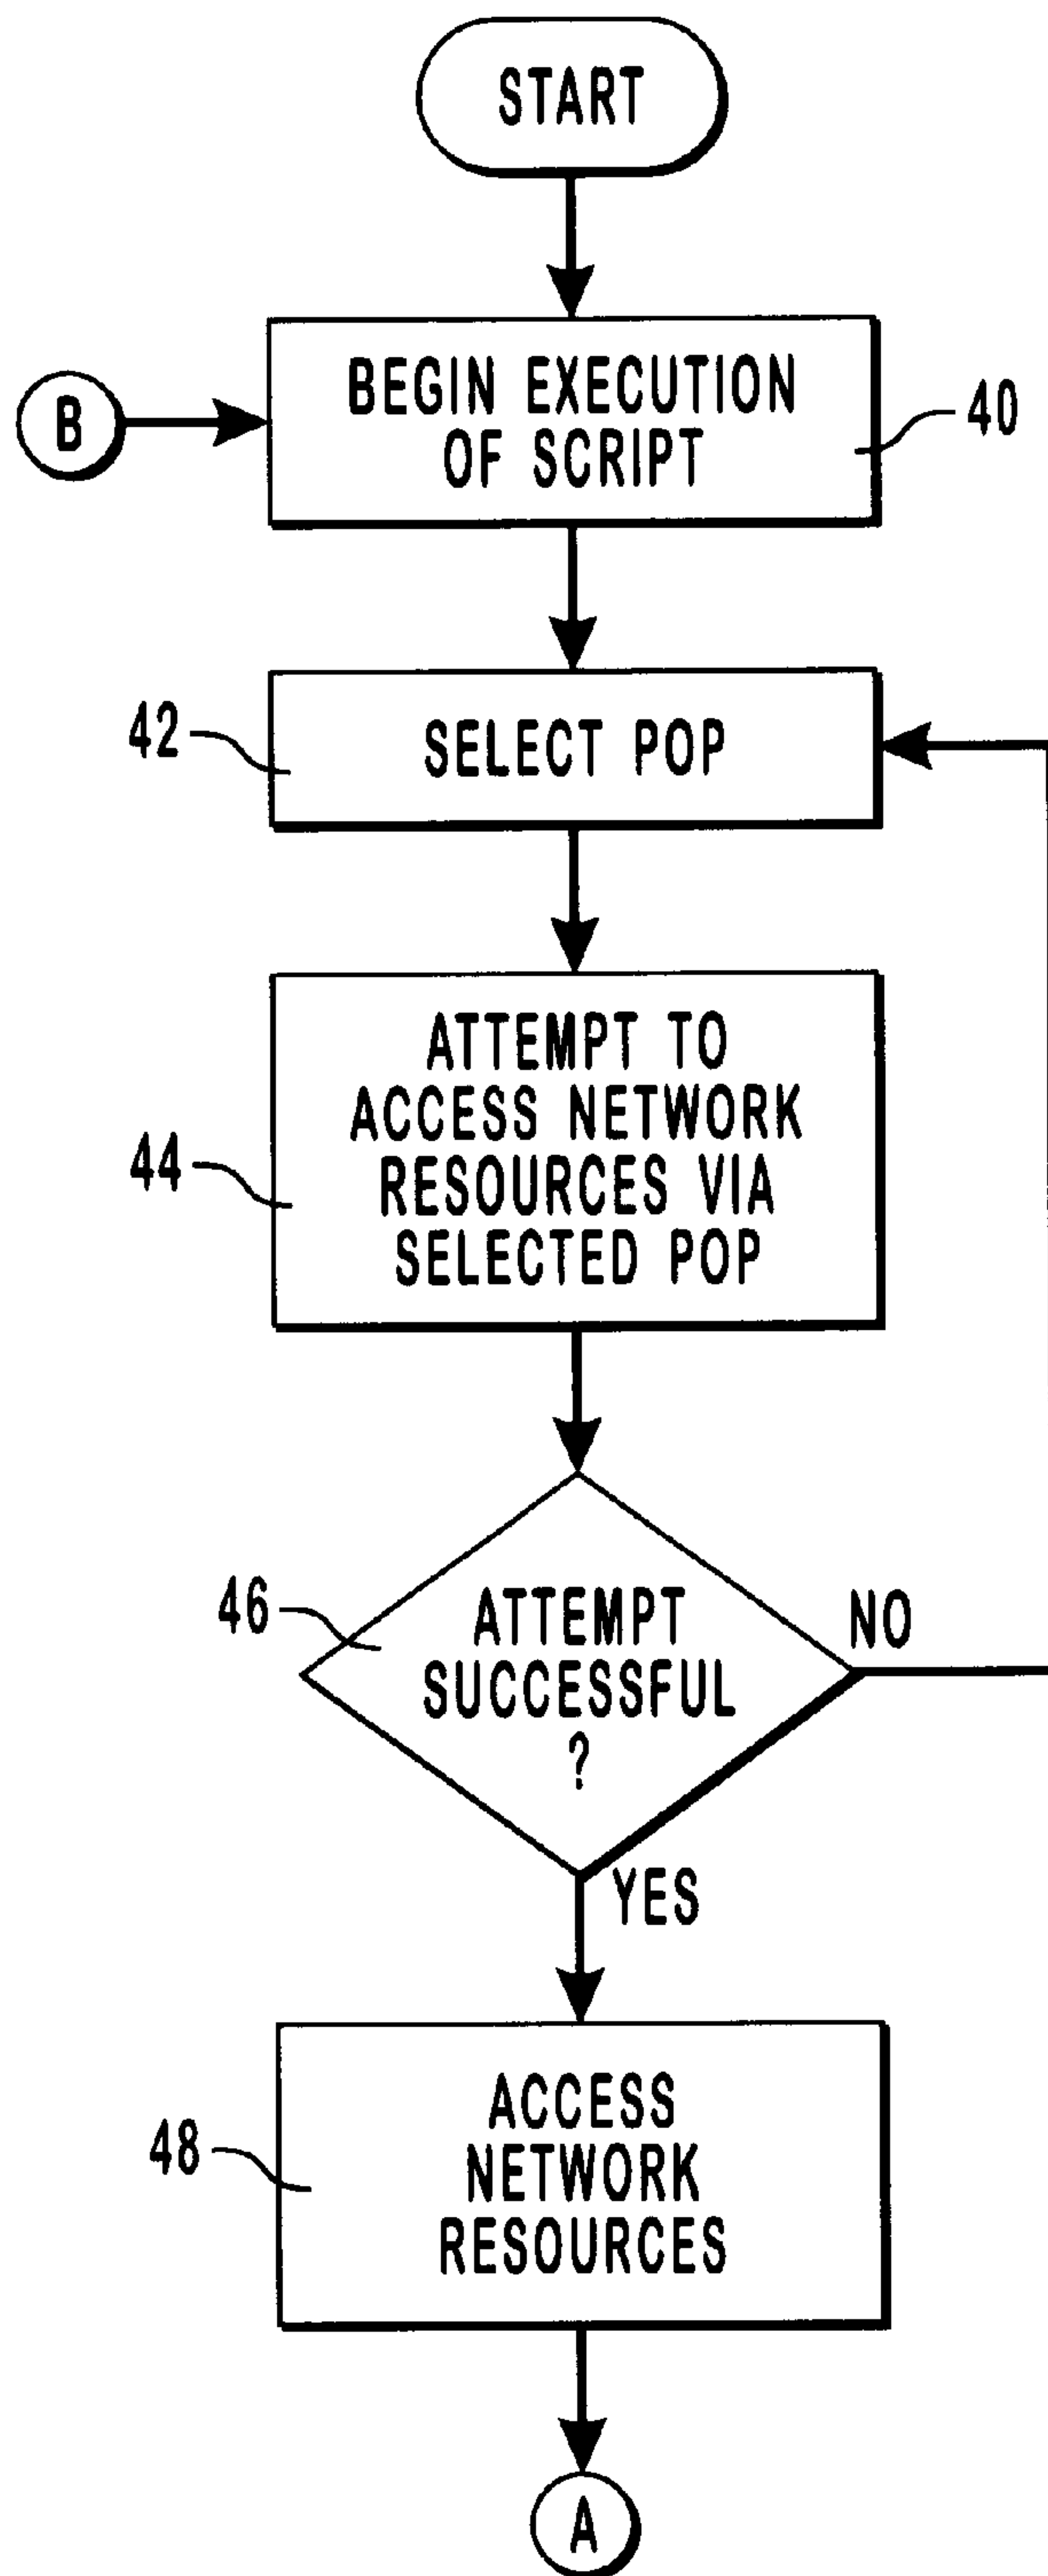 START
B
BEGIN EXECUTION
OF SCRIPT
40
42
SELECT POP
44
ATTEMPT TO
ACCESS NETWORK
RESOURCES VIA
SELECTED POP
46
ATTEMPT
SUCCESSFUL
?
NO
YES
48
ACCESS
NETWORK
RESOURCES
A